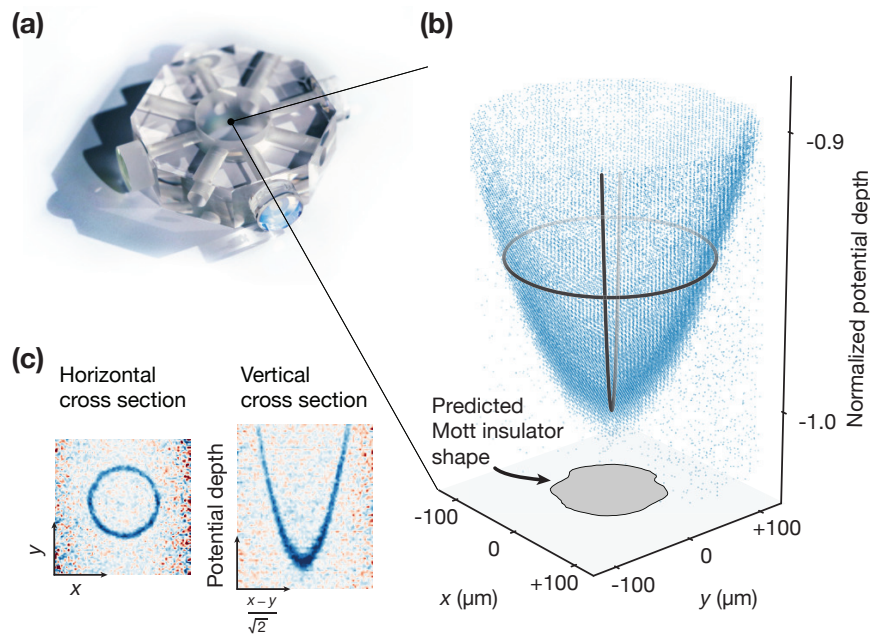 (a)
(b)
-0.9
Normalized potential depth
-1.0
Predicted
Mott insulator
shape
-100
0
+100
x (μm)
-100
0
+100
y (μm)
(c)
Horizontal
cross section
Vertical
cross section
y
x
Potential depth
x – y
√2